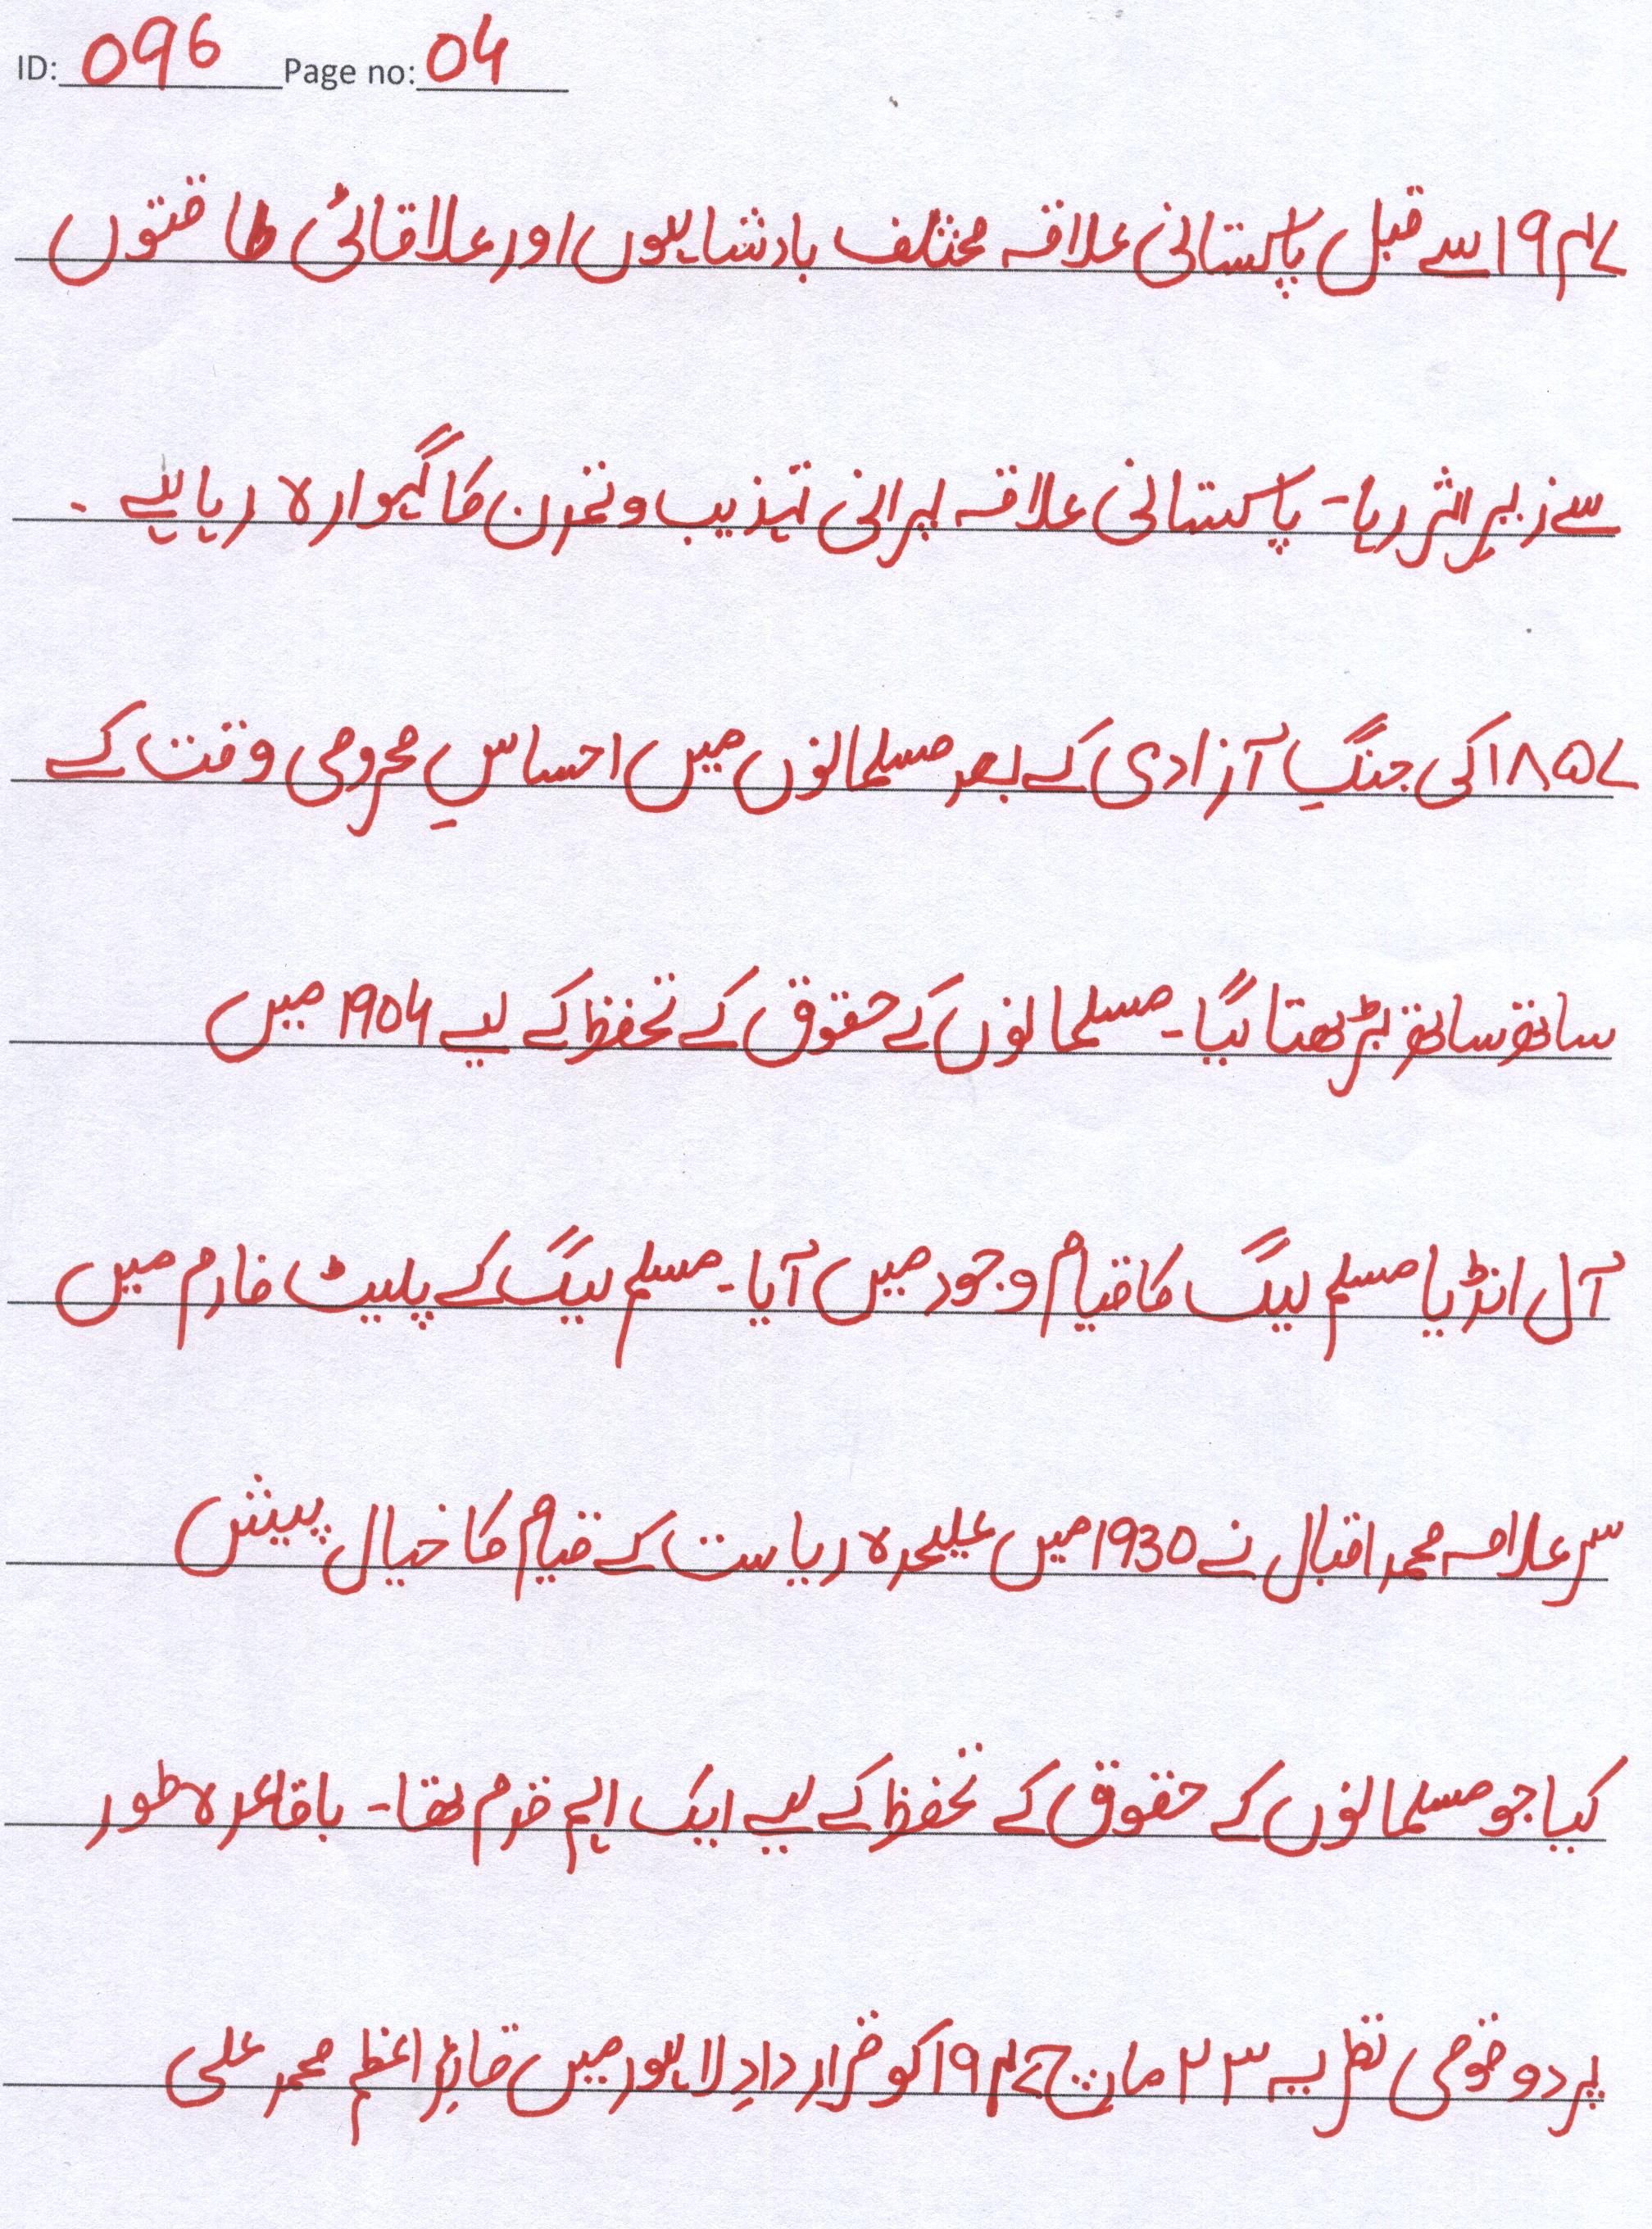 ID: 096 Page no: 04
۱۹۴۷ سے قبل پاکستانی علاقہ مختلف بادشاہوں اور علاقائی طاقتوں
سے زیرِ اثر رہا۔ پاکستانی علاقہ ایرانی تہذیب و تمدن کا گہوارہ رہا ہے۔
۱۸۵۷ کی جنگِ آزادی کے بعد مسلمانوں میں احساسِ محرومی وقت کے
ساتھ ساتھ بڑھتا گیا۔ مسلمانوں کے حقوق کے تحفظ کے لیے ۱۹۰۶ میں
آل انڈیا مسلم لیگ کا قیام وجود میں آیا۔ مسلم لیگ کے پلیٹ فارم میں
سر علامہ محمد اقبال نے 1930 میں علیحدہ ریاست کے قیام کا خیال پیش
کیا جو مسلمانوں کے حقوق کے تحفظ کے لیے ایک اہم قدم تھا۔ باقاعدہ طور
پر دو قومی نظریہ ۲۳ مارچ ۱۹۴۷ کو قرار دادِ لاہور میں قائدِ اعظم محمد علی